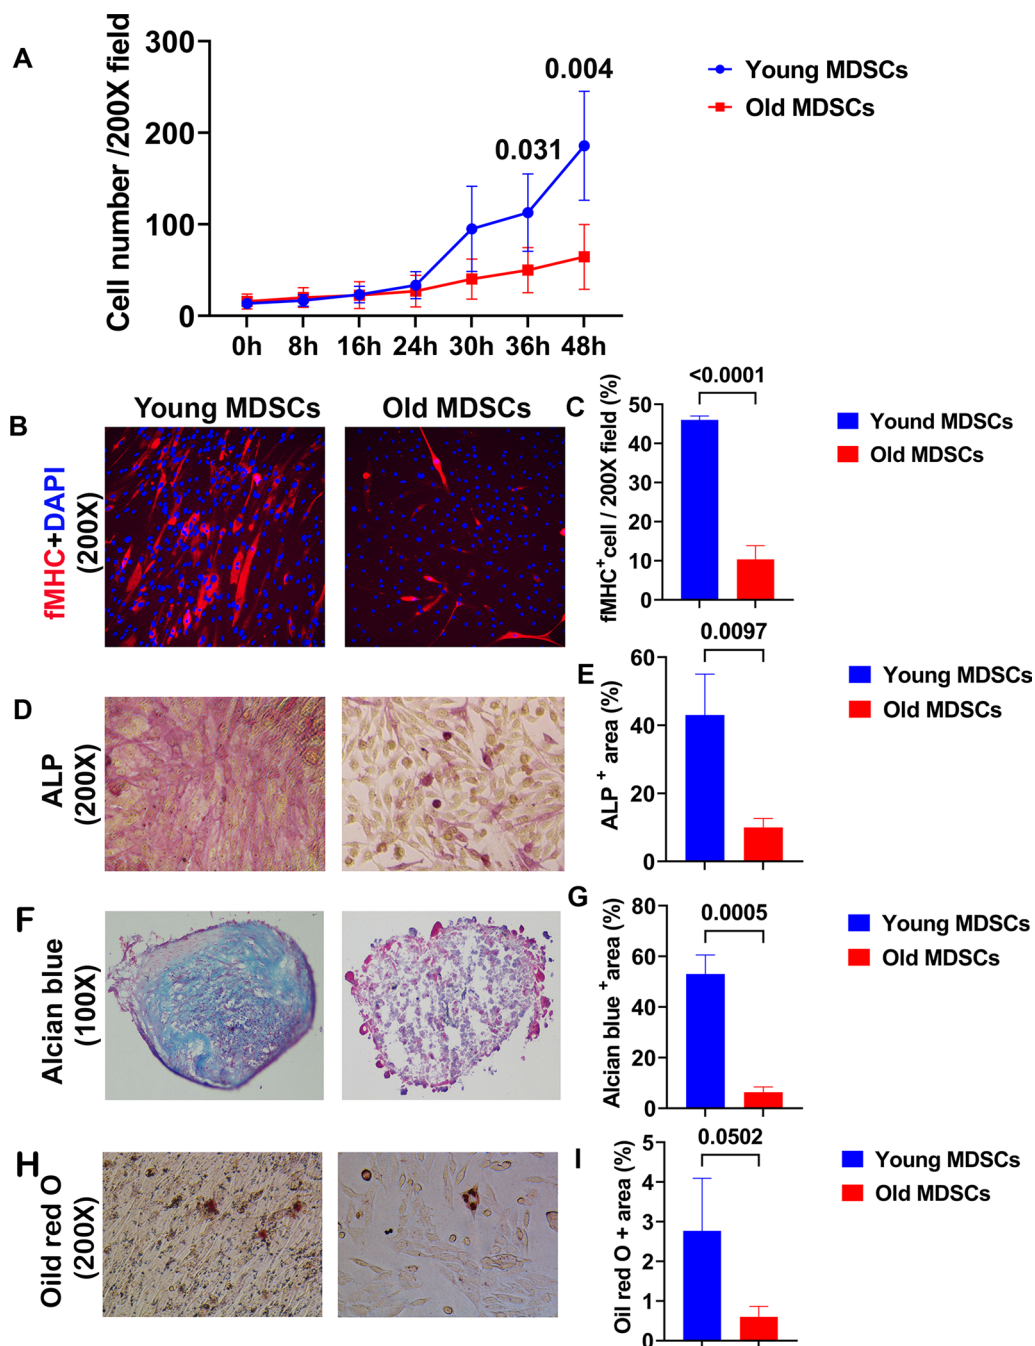 A
Cell number /200X field
300
200
100
0
0h 8h 16h 24h 30h 36h 48h
0.031
0.004
Young MDSCs
Old MDSCs
B
Young MDSCs
Old MDSCs
fMHC+DAPI
(200X)
C
fMHC+cell / 200X field (%)
50
40
30
20
10
0
<0.0001
Yound MDSCs
Old MDSCs
D
ALP
(200X)
E
ALP + area (%)
60
40
20
0
0.0097
Young MDSCs
Old MDSCs
F
Alcian blue
(100X)
G
Alcian blue +area (%)
80
60
40
20
0
0.0005
Young MDSCs
Old MDSCs
H
Oild red O
(200X)
I
Oil red O + area (%)
5
4
3
2
1
0
0.0502
Young MDSCs
Old MDSCs